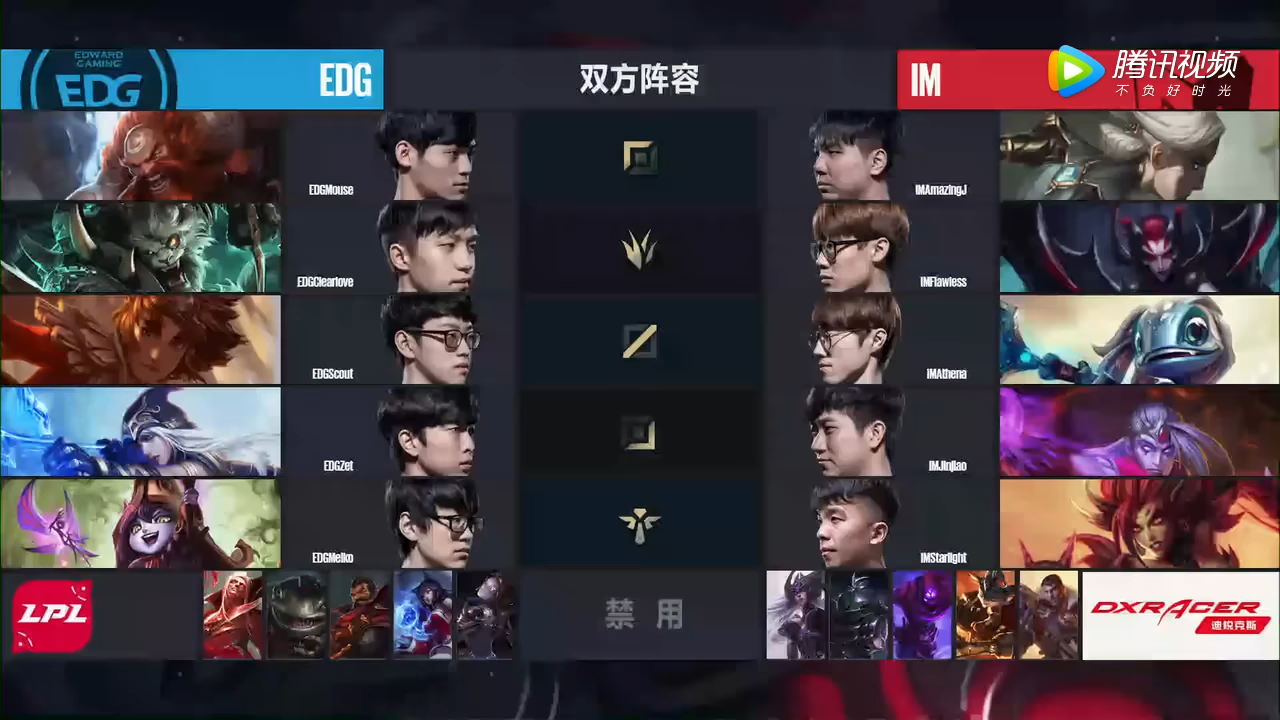 EDWARD
GAMING
EDG
EDG
双方阵容
IM
腾讯视频
不负好时光
EDGMouse
IMAmazingJ
EDGClearlove
IMFlawless
EDGScout
IMAthena
EDGZet
IMJinjiao
EDGMeiko
IMStarlight
LPL
禁用
DXRACER
迪锐克斯